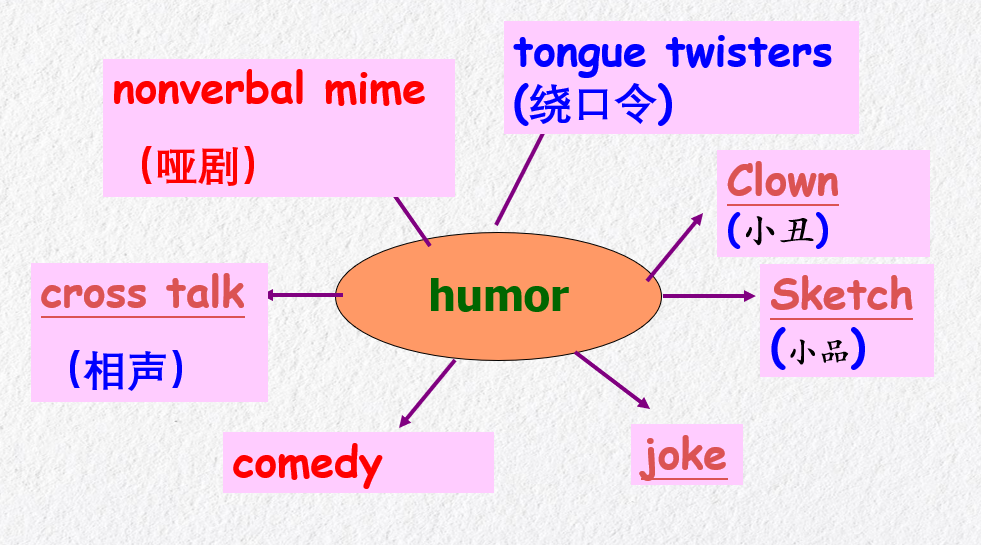 tongue twisters
(绕口令)
nonverbal mime
(哑剧)
Clown
(小丑)
cross talk
(相声)
humor
Sketch
(小品)
comedy
joke